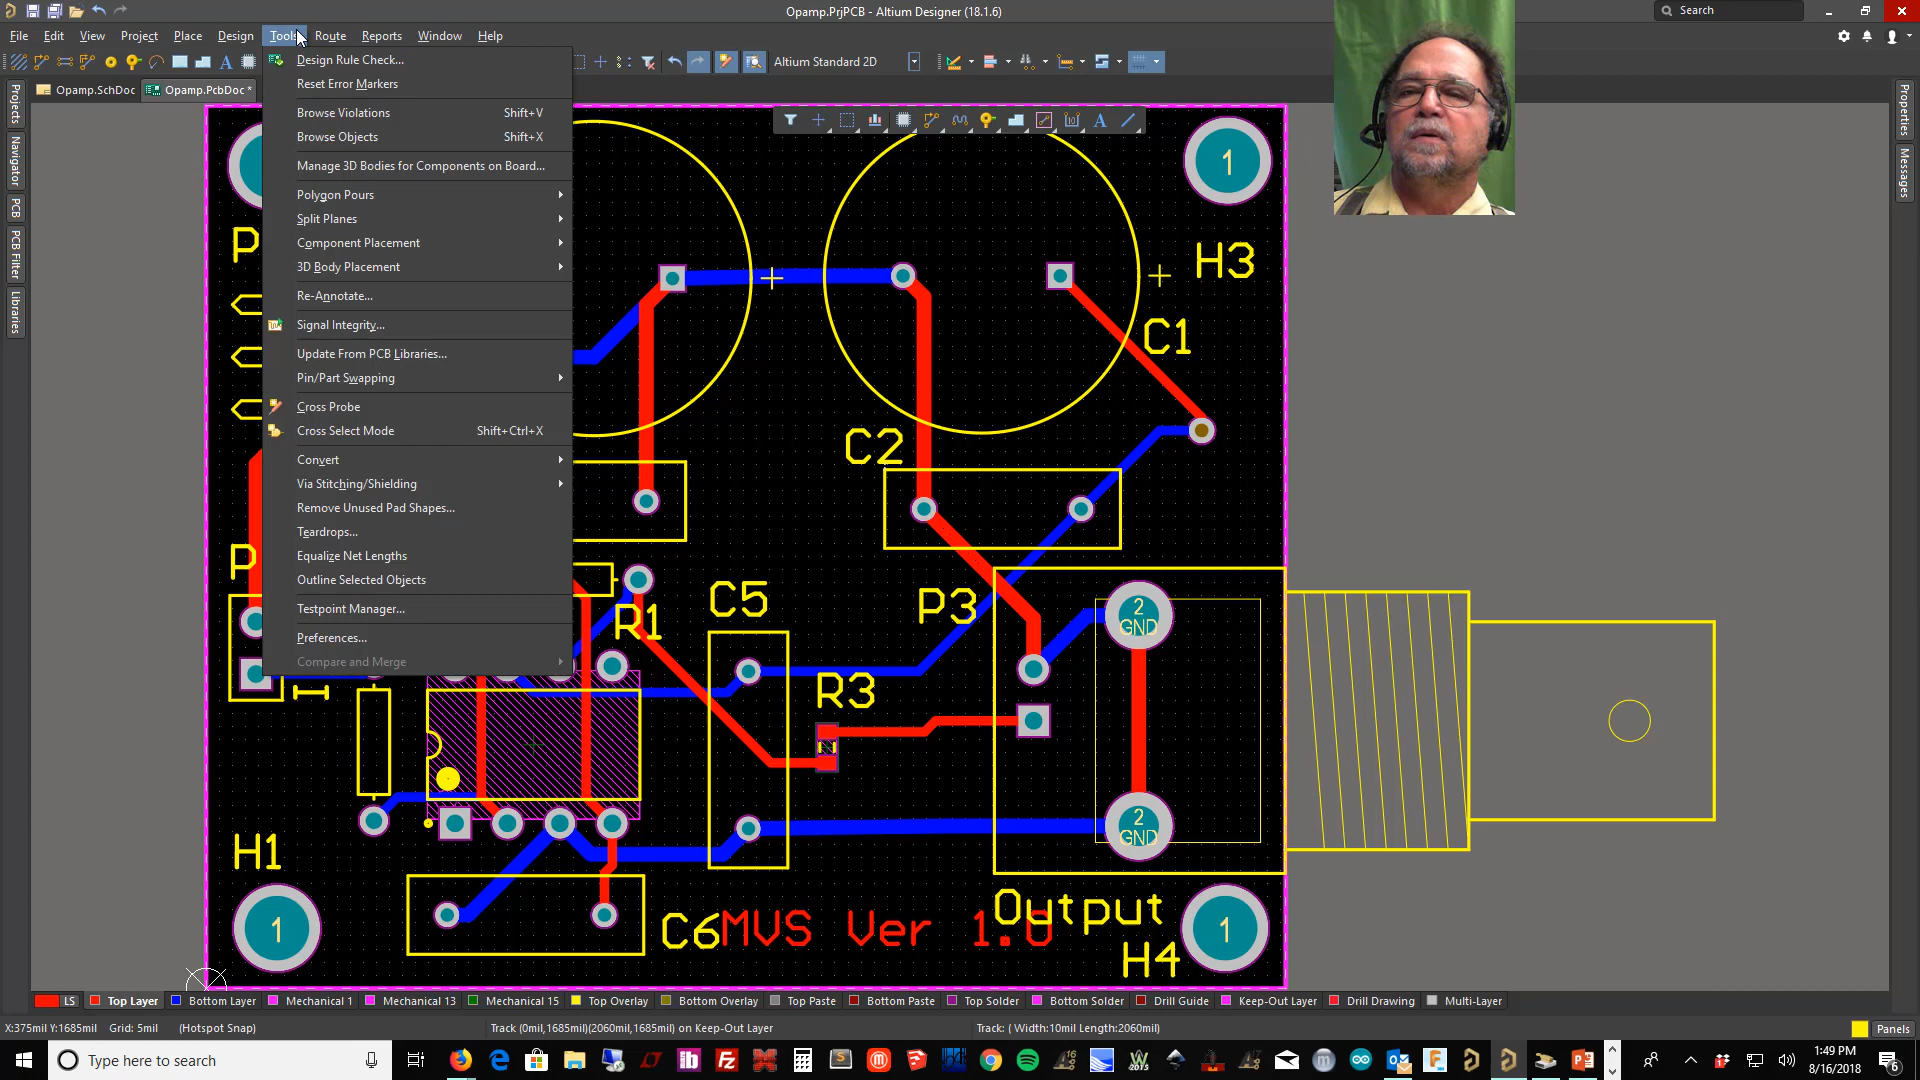 Opamp.PrjPCB - Altium Designer (18.1.6)
Search
File Edit View Project Place Design Tools Route Reports Window Help
Altium Standard 2D
Opamp.SchDoc
Opamp.PcbDoc *
Design Rule Check...
Reset Error Markers
Browse Violations Shift+V
Browse Objects Shift+X
Manage 3D Bodies for Components on Board...
Polygon Pours
Split Planes
Component Placement
3D Body Placement
Re-Annotate...
Signal Integrity...
Update From PCB Libraries...
Pin/Part Swapping
Cross Probe
Cross Select Mode Shift+Ctrl+X
Convert
Via Stitching/Shielding
Remove Unused Pad Shapes...
Teardrops...
Equalize Net Lengths
Outline Selected Objects
Testpoint Manager...
Preferences...
Compare and Merge
Projects
Navigator
PCB
PCB Filter
Libraries
Properties
Messages
1
H3
P
C1
C2
P
R1
C5
P3
2
GND
R3
2
GND
H1
1
C6
MVS Ver 1.0
Output
H4
1
LS
Top Layer
Bottom Layer
Mechanical 1
Mechanical 13
Mechanical 15
Top Overlay
Bottom Overlay
Top Paste
Bottom Paste
Top Solder
Bottom Solder
Drill Guide
Keep-Out Layer
Drill Drawing
Multi-Layer
X:375mil Y:1685mil Grid: 5mil (Hotspot Snap)
Track (0mil,1685mil)(2060mil,1685mil) on Keep-Out Layer
Track: ( Width:10mil Length:2060mil)
Panels
Type here to search
1:49 PM
8/16/2018
6